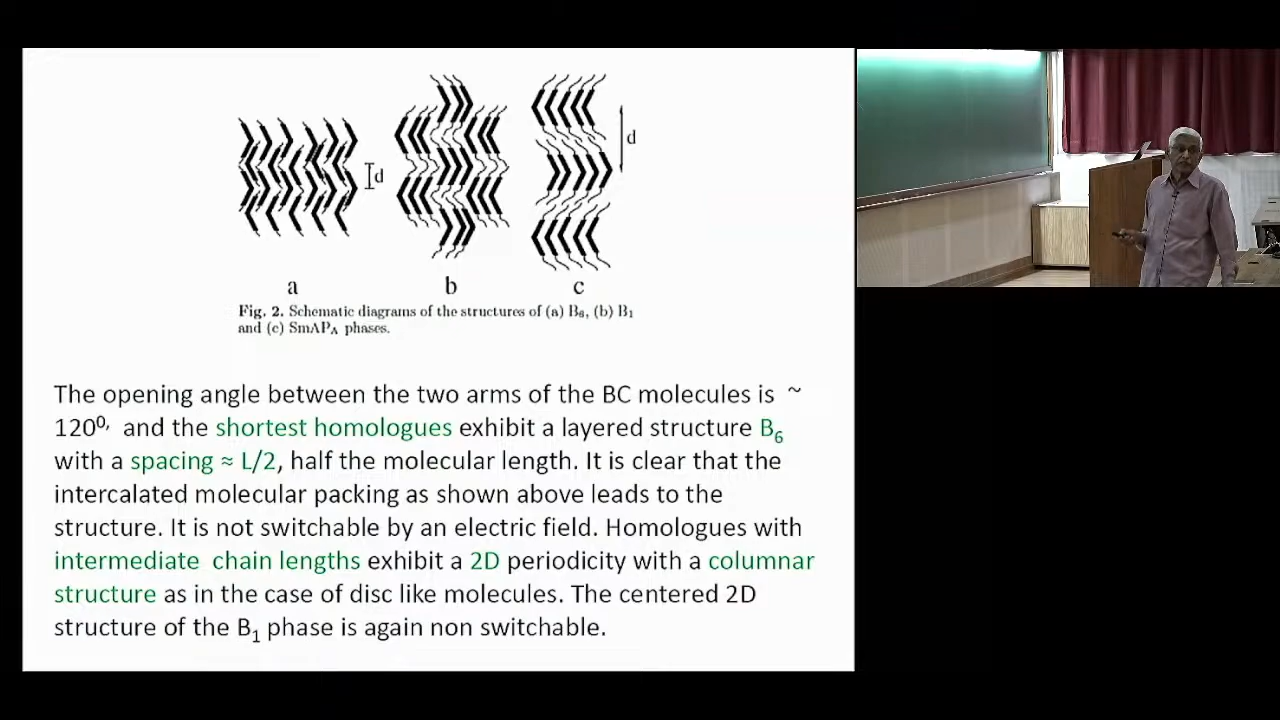 d
d
a
b
c
Fig. 2. Schematic diagrams of the structures of (a) B₆, (b) B₁
and (c) SmAP_A phases.
The opening angle between the two arms of the BC molecules is ~
120⁰, and the shortest homologues exhibit a layered structure B₆
with a spacing ≈ L/2, half the molecular length. It is clear that the
intercalated molecular packing as shown above leads to the
structure. It is not switchable by an electric field. Homologues with
intermediate chain lengths exhibit a 2D periodicity with a columnar
structure as in the case of disc like molecules. The centered 2D
structure of the B₁ phase is again non switchable.